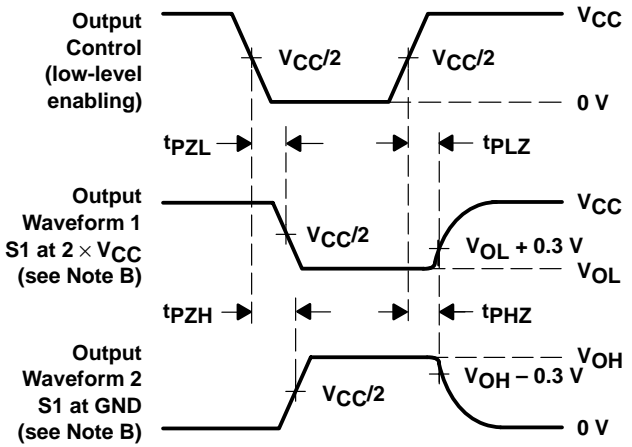 Output
Control
(low-level
enabling)
VCC
VCC/2
VCC/2
0 V
tPZL
tPLZ
Output
Waveform 1
S1 at 2 × VCC
(see Note B)
VCC
VCC/2
VOL + 0.3 V
VOL
tPZH
tPHZ
Output
Waveform 2
S1 at GND
(see Note B)
VOH
VOH – 0.3 V
VCC/2
0 V